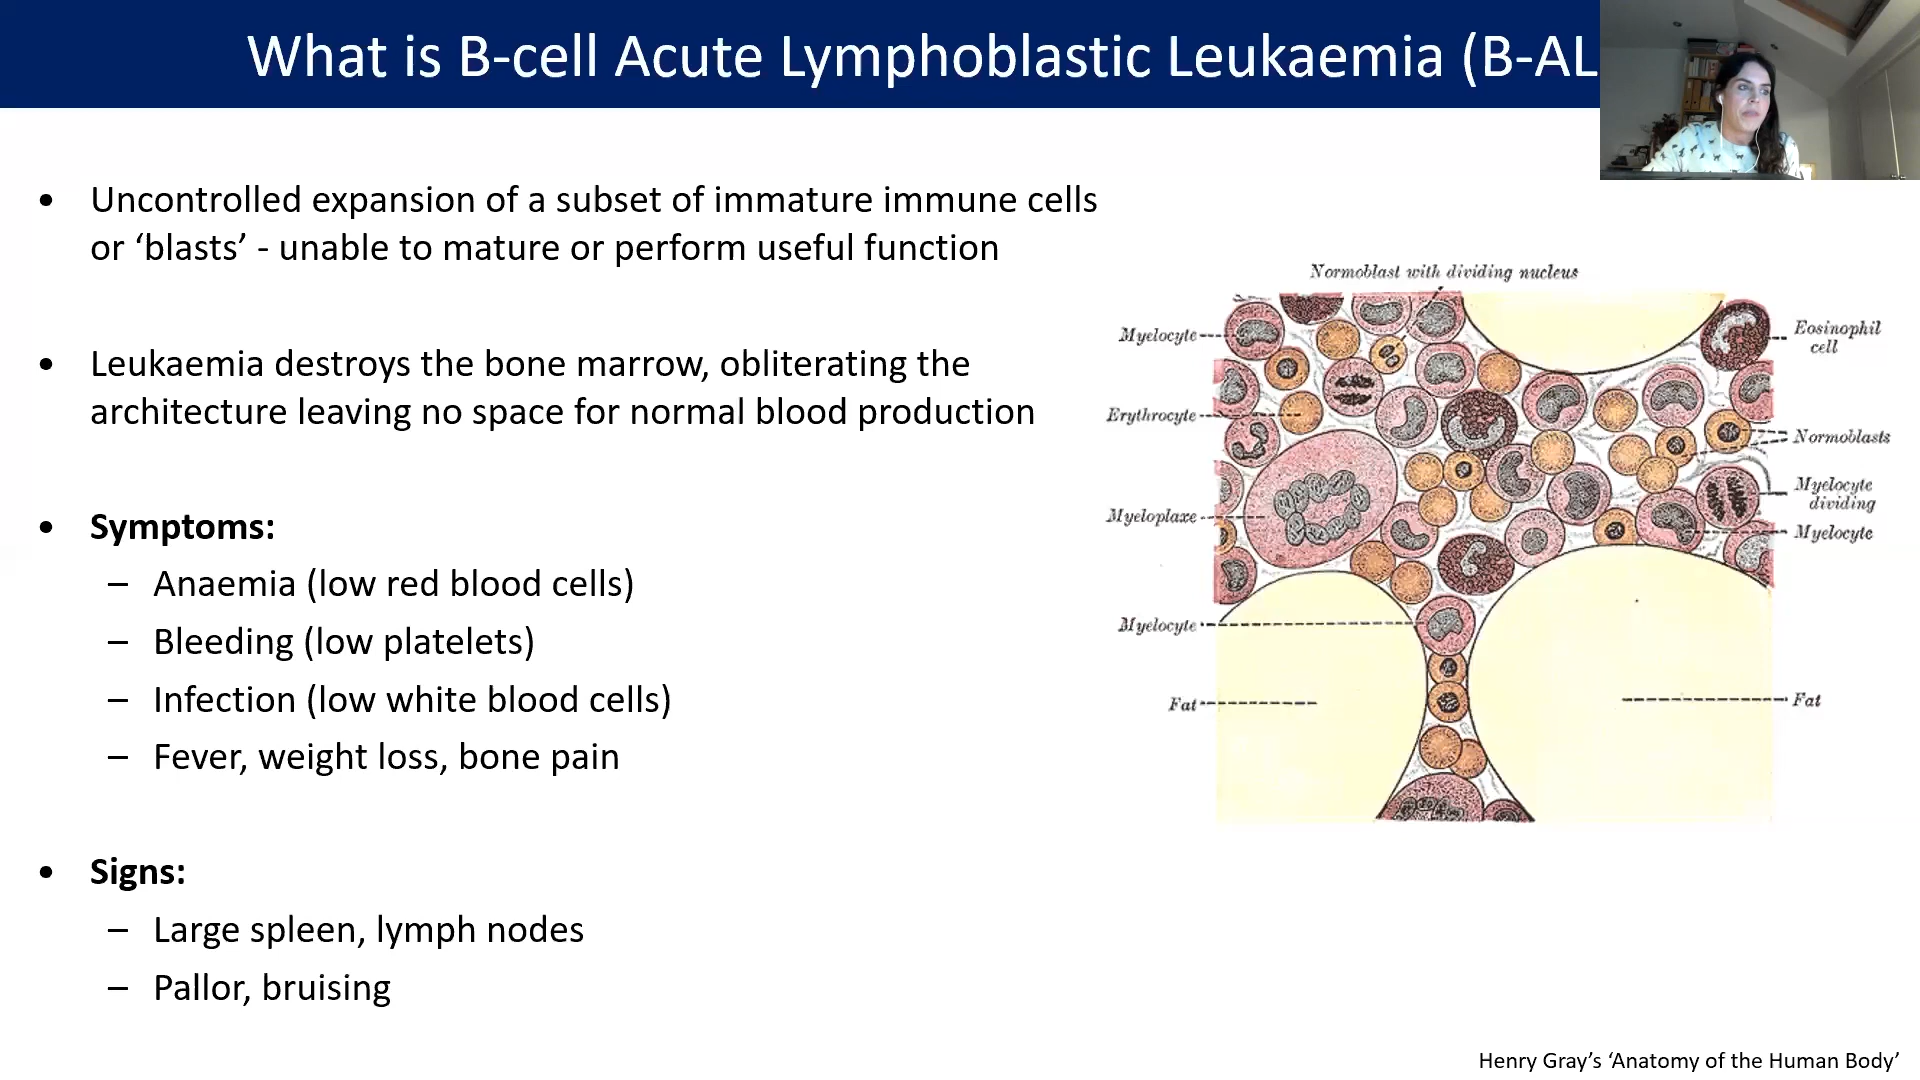 What is B-cell Acute Lymphoblastic Leukaemia (B-AL
• Uncontrolled expansion of a subset of immature immune cells
or ‘blasts’ - unable to mature or perform useful function
• Leukaemia destroys the bone marrow, obliterating the
architecture leaving no space for normal blood production
• Symptoms:
– Anaemia (low red blood cells)
– Bleeding (low platelets)
– Infection (low white blood cells)
– Fever, weight loss, bone pain
• Signs:
– Large spleen, lymph nodes
– Pallor, bruising
Normoblast with dividing nucleus
Myelocyte
Erythrocyte
Myeloplaxe
Myelocyte
Fat
Eosinophil
cell
Normoblasts
Myelocyte
dividing
Myelocyte
Fat
Henry Gray’s ‘Anatomy of the Human Body’